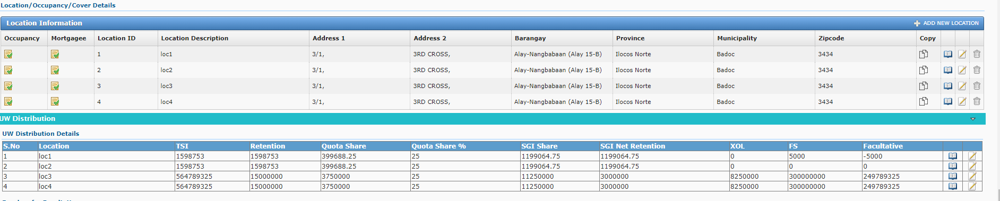 Location/Occupancy/Cover Details
Location Information ADD NEW LOCATION
Occupancy Mortgagee Location ID Location Description Address 1 Address 2 Barangay Province Municipality Zipcode Copy
1 loc1 3/1, 3RD CROSS, Alay-Nangbabaan (Alay 15-B) Ilocos Norte Badoc 3434
2 loc2 3/1, 3RD CROSS, Alay-Nangbabaan (Alay 15-B) Ilocos Norte Badoc 3434
3 loc3 3/1, 3RD CROSS, Alay-Nangbabaan (Alay 15-B) Ilocos Norte Badoc 3434
4 loc4 3/1, 3RD CROSS, Alay-Nangbabaan (Alay 15-B) Ilocos Norte Badoc 3434
UW Distribution
UW Distribution Details
S.No Location TSI Retention Quota Share Quota Share % SGI Share SGI Net Retention XOL FS Facultative
1 loc1 1598753 1598753 399688.25 25 1199064.75 1199064.75 0 5000 -5000
2 loc2 1598753 1598753 399688.25 25 1199064.75 1199064.75 0 0 0
3 loc3 564789325 15000000 3750000 25 11250000 3000000 8250000 300000000 249789325
4 loc4 564789325 15000000 3750000 25 11250000 3000000 8250000 300000000 249789325